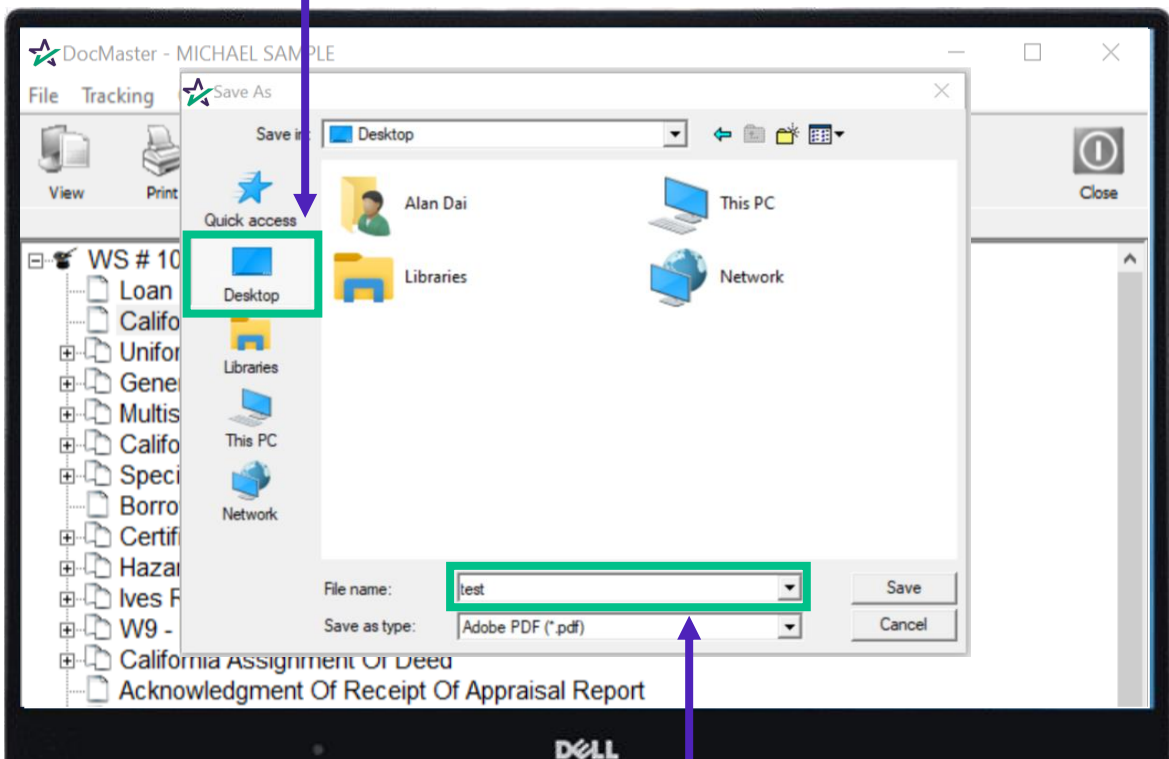 DocMaster - MICHAEL SAMPLE
File Tracking
Save As
Save in:
Desktop
View
Print
Close
Quick access
Desktop
Libraries
This PC
Network
Alan Dai
This PC
Libraries
Network
WS # 10
Loan
Califo
Unifor
Gener
Multis
Califo
Speci
Borro
Certifi
Hazar
Ives F
W9 -
California Assignment Of Deed
Acknowledgment Of Receipt Of Appraisal Report
File name:
test
Save
Save as type:
Adobe PDF (*.pdf)
Cancel
DELL